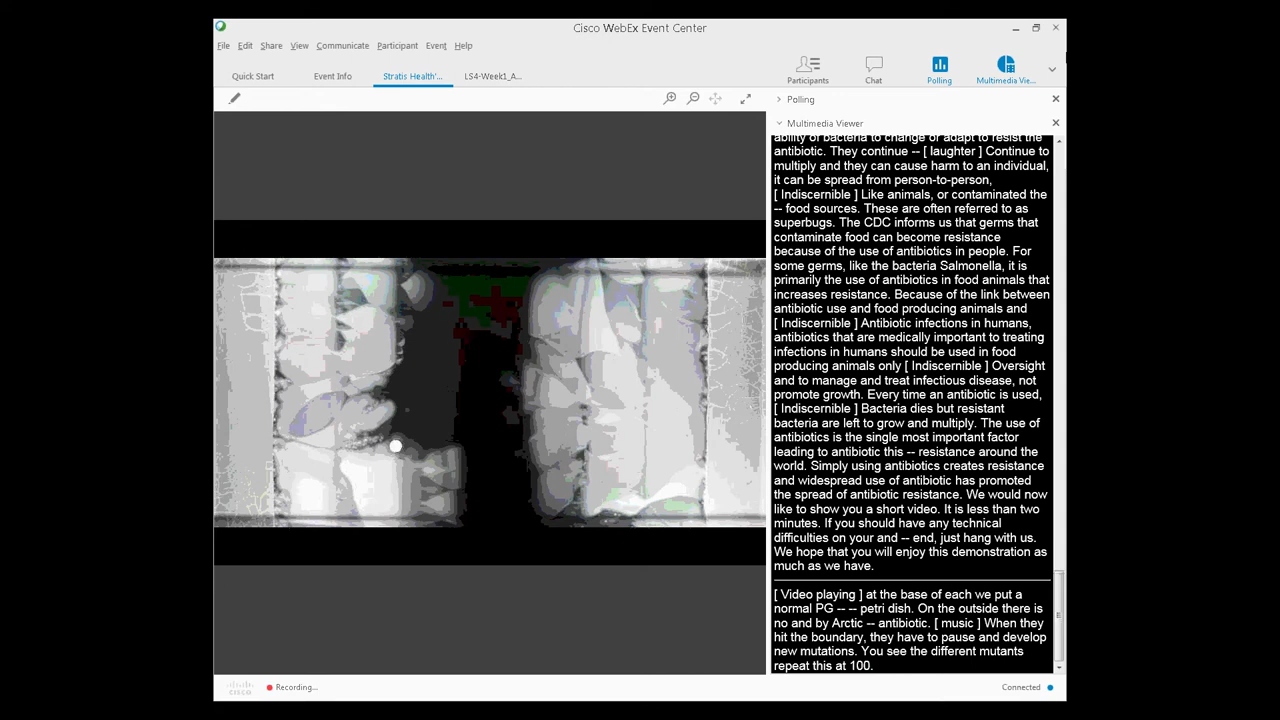 Cisco WebEx Event Center
File Edit Share View Communicate Participant Event Help
Quick Start Event Info Stratis Health'... LS4-Week1_A...
Participants Chat Polling Multimedia Vie...
Polling
Multimedia Viewer
ability of bacteria to change or adapt to resist the
antibiotic. They continue -- [ laughter ] Continue to
multiply and they can cause harm to an individual,
it can be spread from person-to-person,
[ Indiscernible ] Like animals, or contaminated the
-- food sources. These are often referred to as
superbugs. The CDC informs us that germs that
contaminate food can become resistance
because of the use of antibiotics in people. For
some germs, like the bacteria Salmonella, it is
primarily the use of antibiotics in food animals that
increases resistance. Because of the link between
antibiotic use and food producing animals and
[ Indiscernible ] Antibiotic infections in humans,
antibiotics that are medically important to treating
infections in humans should be used in food
producing animals only [ Indiscernible ] Oversight
and to manage and treat infectious disease, not
promote growth. Every time an antibiotic is used,
[ Indiscernible ] Bacteria dies but resistant
bacteria are left to grow and multiply. The use of
antibiotics is the single most important factor
leading to antibiotic this -- resistance around the
world. Simply using antibiotics creates resistance
and widespread use of antibiotic has promoted
the spread of antibiotic resistance. We would now
like to show you a short video. It is less than two
minutes. If you should have any technical
difficulties on your and -- end, just hang with us.
We hope that you will enjoy this demonstration as
much as we have.
[ Video playing ] at the base of each we put a
normal PG -- -- petri dish. On the outside there is
no and by Arctic -- antibiotic. [ music ] When they
hit the boundary, they have to pause and develop
new mutations. You see the different mutants
repeat this at 100.
cisco Recording... Connected